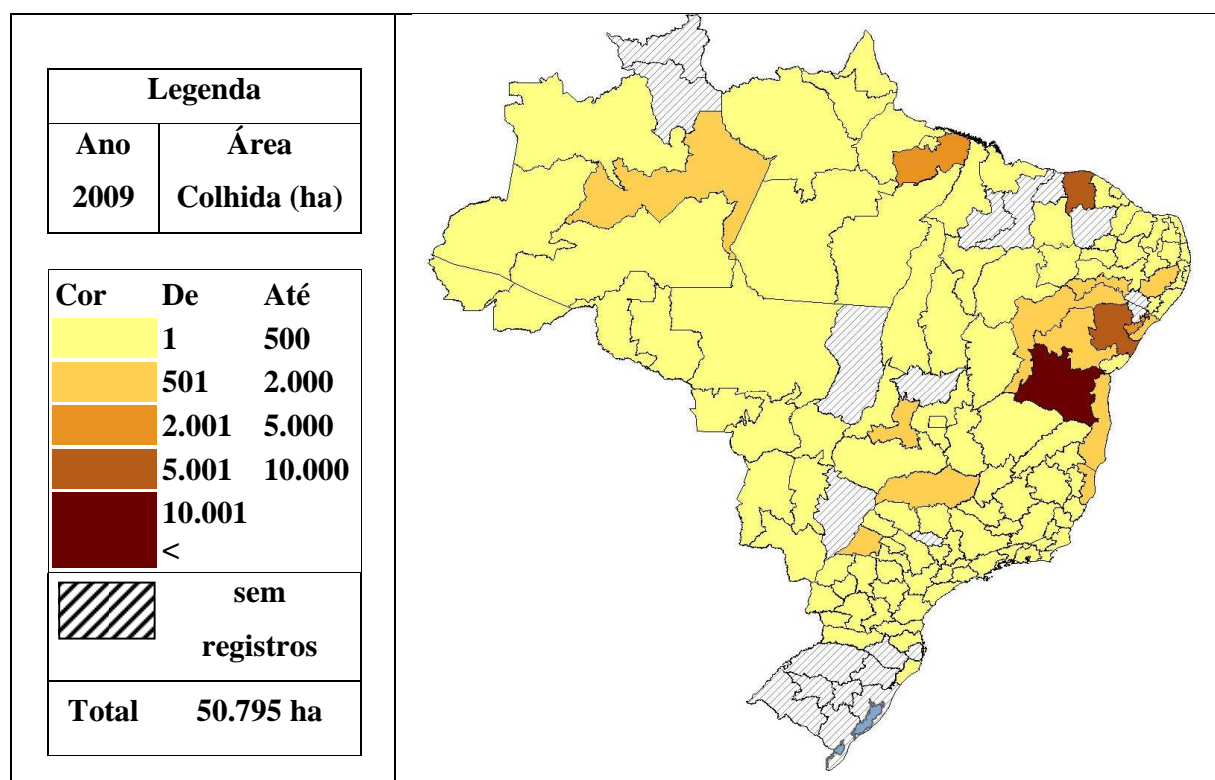 Legenda
Ano Área
2009 Colhida (ha)
Cor De Até
1 500
501 2.000
2.001 5.000
5.001 10.000
10.001
<
sem
registros
Total 50.795 ha